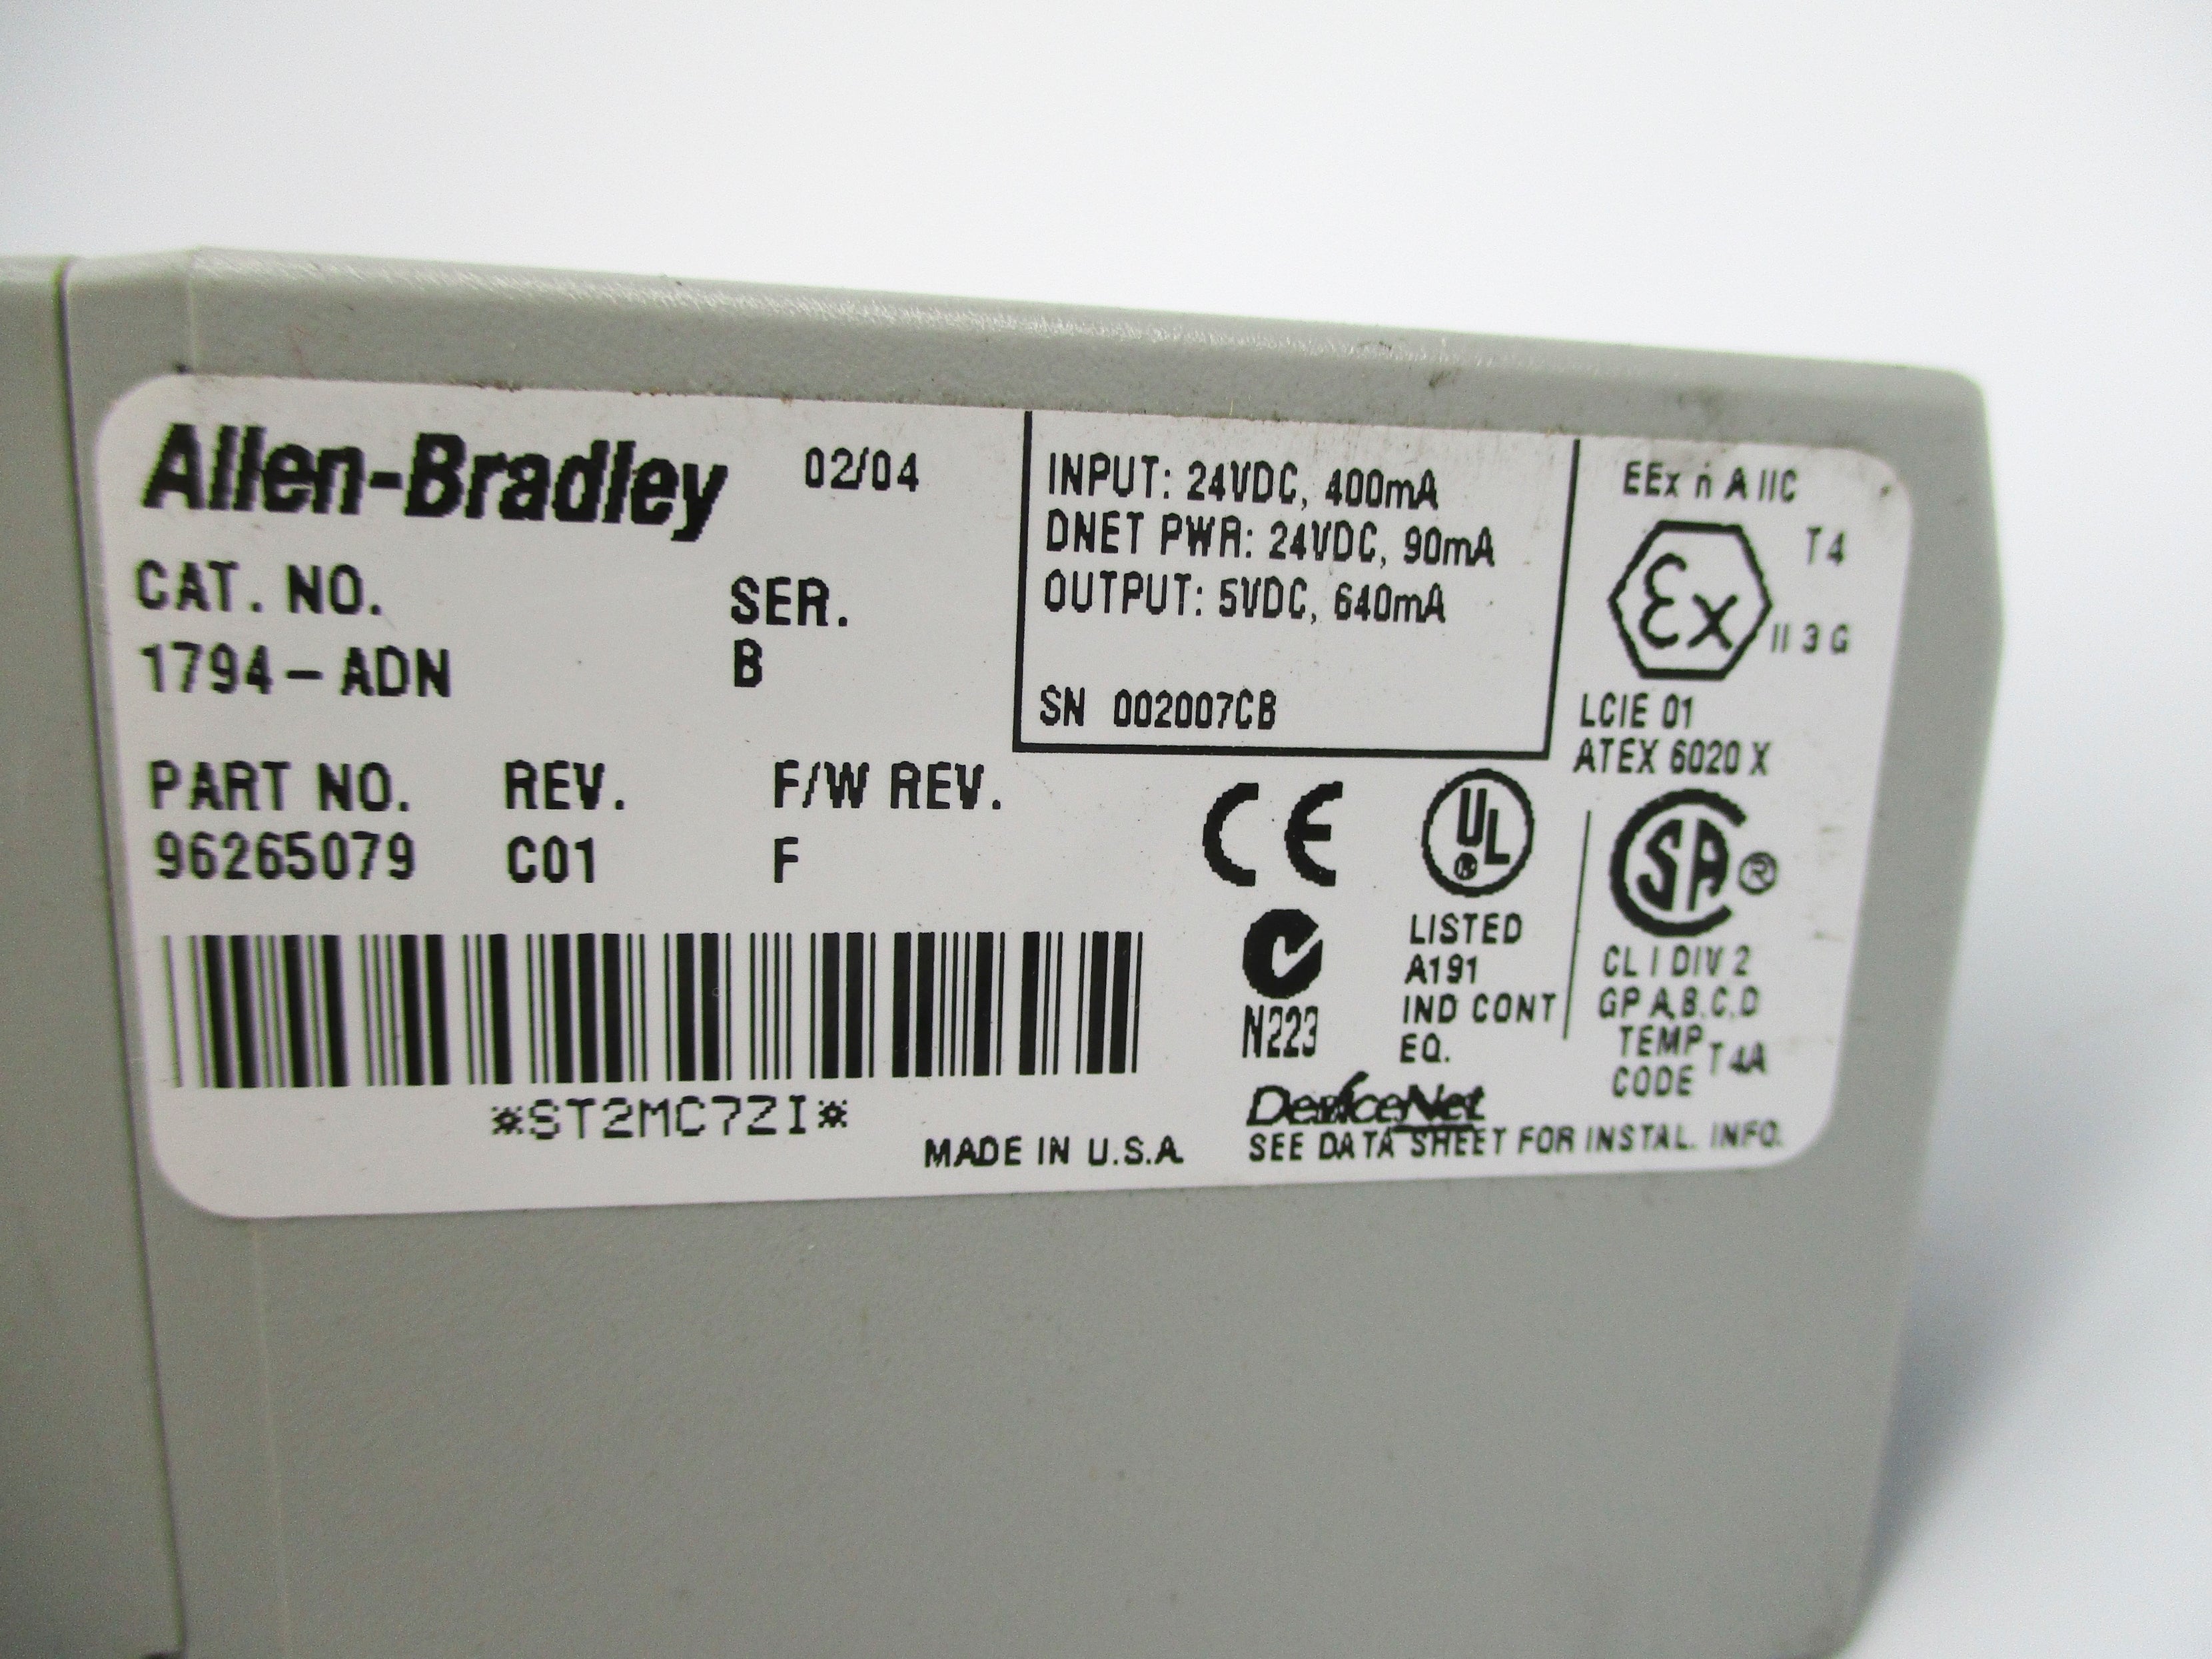 Allen-Bradley 02/04
CAT. NO. SER.
1794-ADN B
PART NO. REV. F/W REV.
96265079 C01 F
*ST2MC7ZI*
MADE IN U.S.A.
INPUT: 24VDC, 400mA
DNET PWR: 24VDC, 90mA
OUTPUT: 5VDC, 640mA
SN 002007CB
EEx n A IIC
T4
Ex
II 3 G
LCIE 01
ATEX 6020 X
CE
N223
UL
LISTED
A191
IND CONT
EQ.
SA®
CL I DIV 2
GP A,B,C,D
TEMP
CODE T4A
DeviceNet
SEE DATA SHEET FOR INSTAL. INFO.